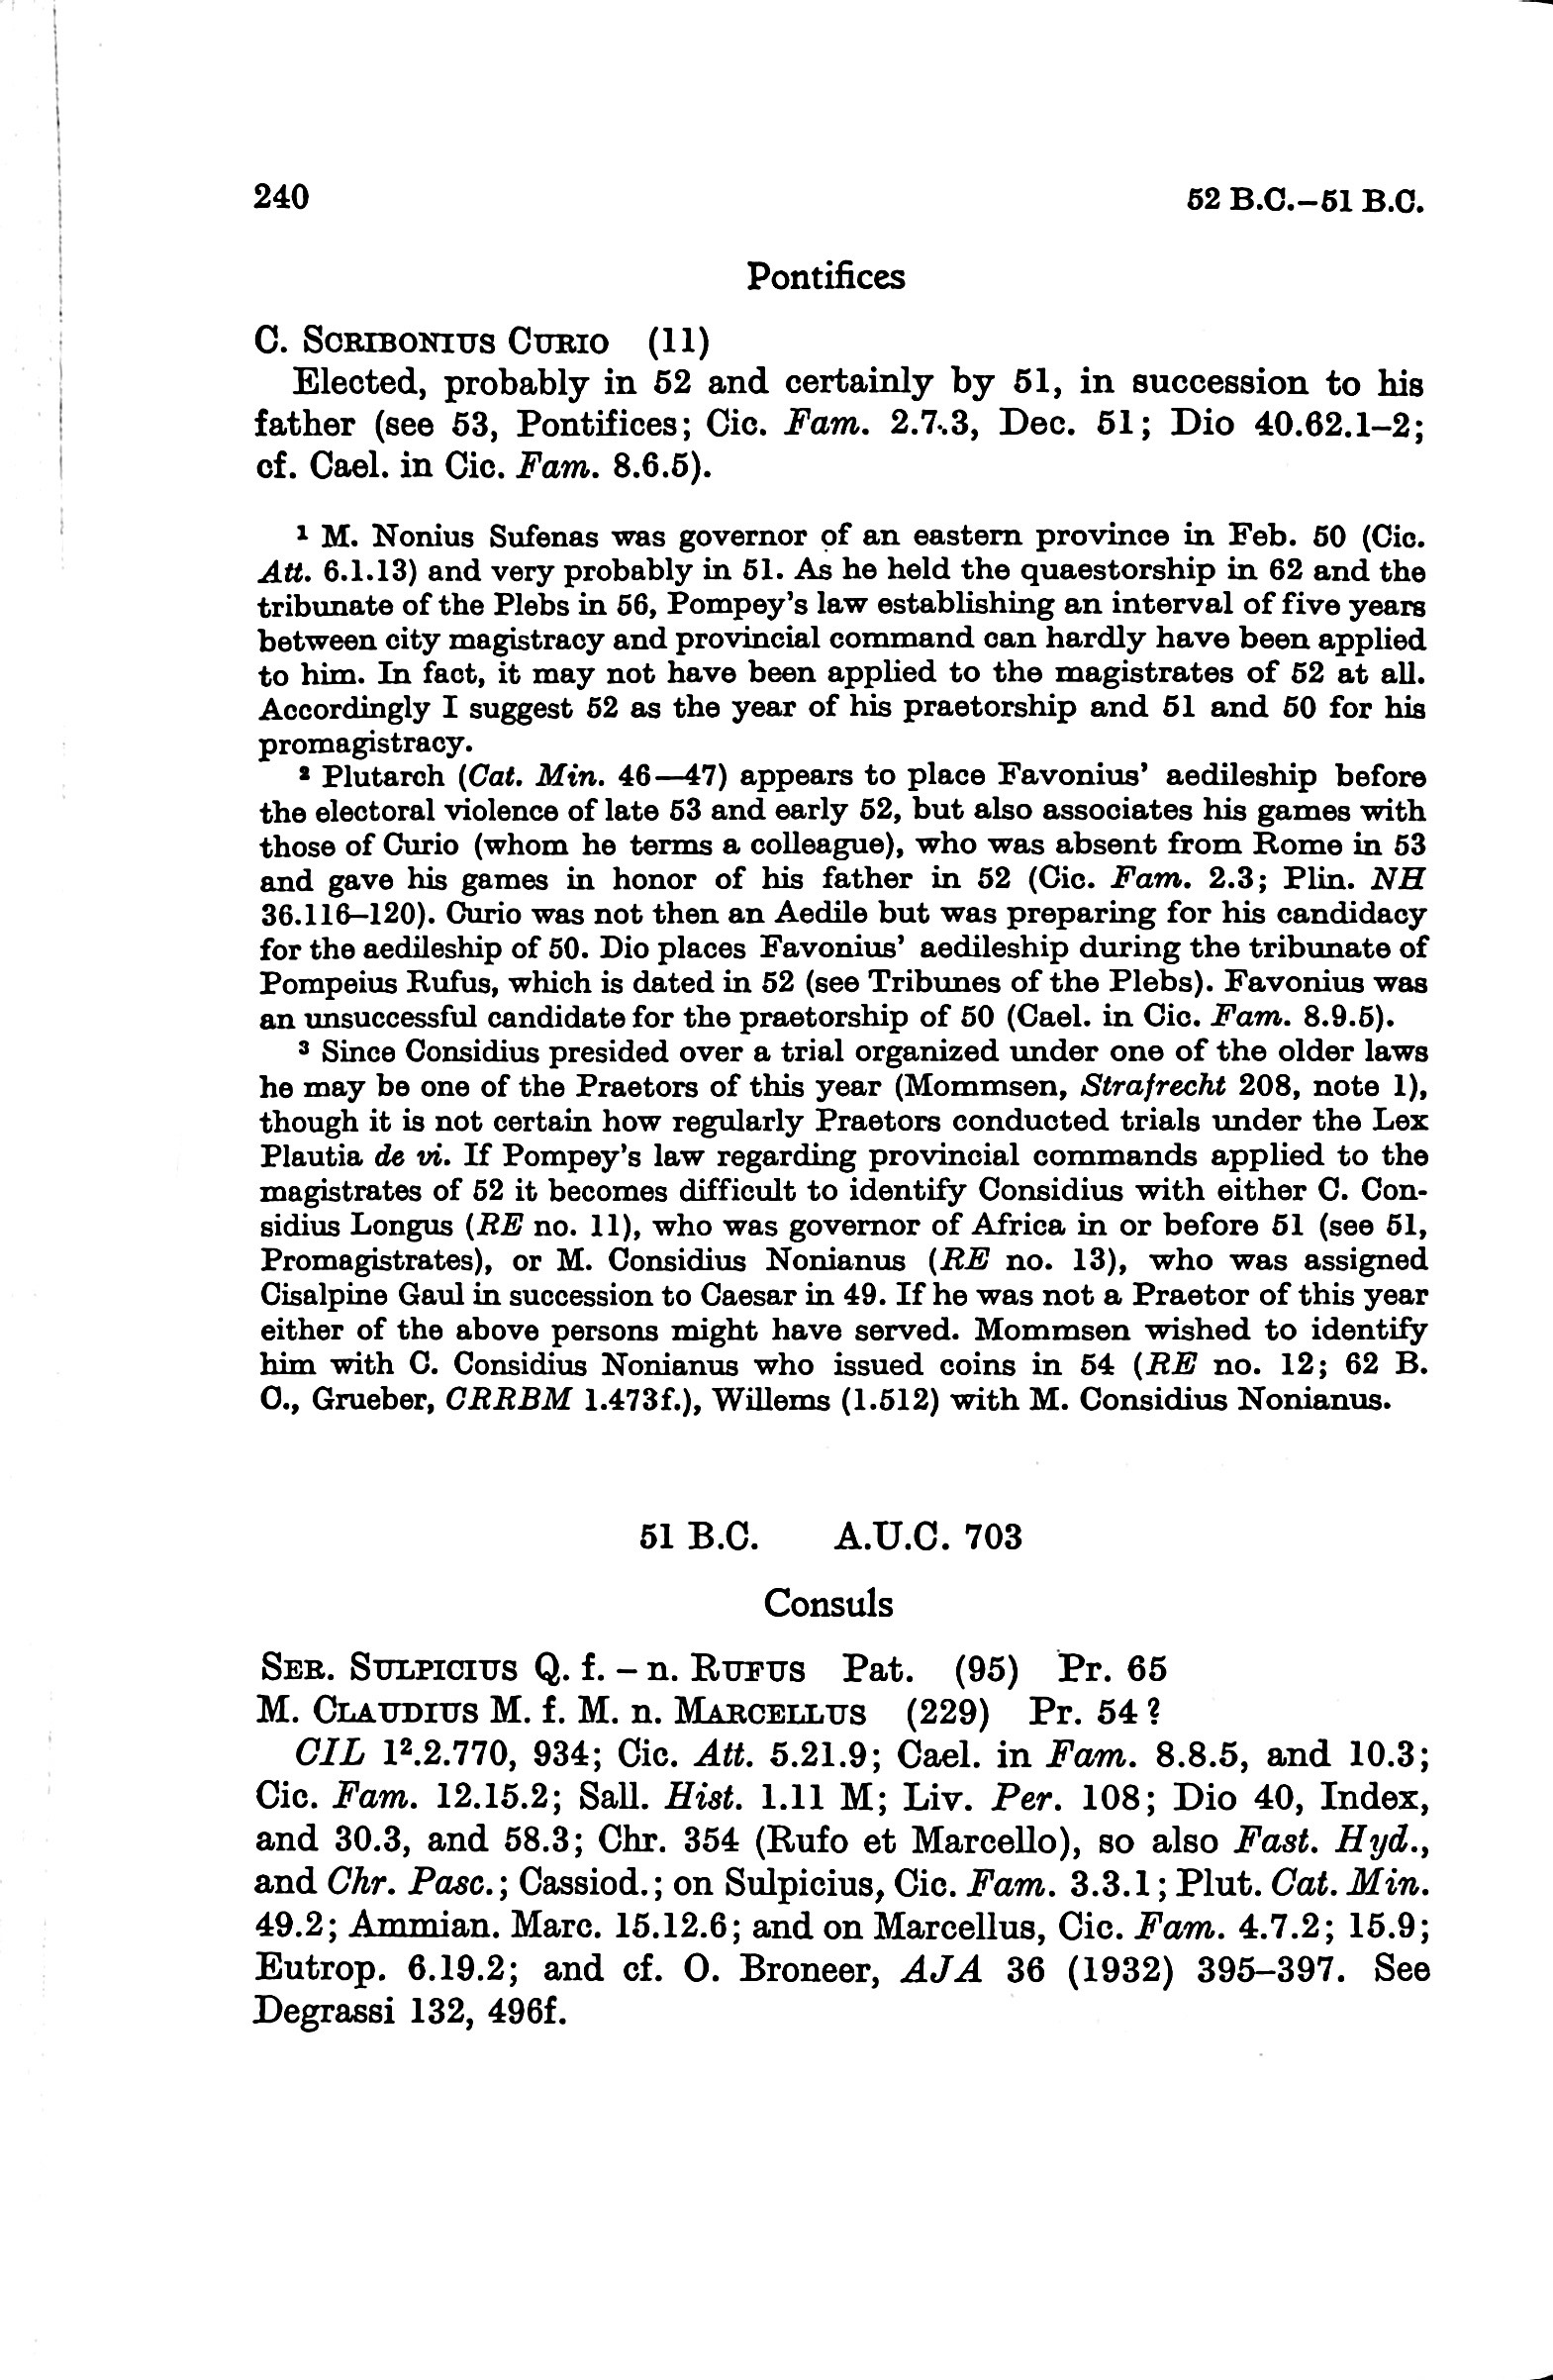 240 52 B.C.–51 B.C.
Pontifices
C. SCRIBONIUS CURIO (11)
Elected, probably in 52 and certainly by 51, in succession to his
father (see 53, Pontifices; Cic. Fam. 2.7.3, Dec. 51; Dio 40.62.1–2;
cf. Cael. in Cic. Fam. 8.6.5).
¹ M. Nonius Sufenas was governor of an eastern province in Feb. 50 (Cic.
Att. 6.1.13) and very probably in 51. As he held the quaestorship in 62 and the
tribunate of the Plebs in 56, Pompey's law establishing an interval of five years
between city magistracy and provincial command can hardly have been applied
to him. In fact, it may not have been applied to the magistrates of 52 at all.
Accordingly I suggest 52 as the year of his praetorship and 51 and 50 for his
promagistracy.
² Plutarch (Cat. Min. 46—47) appears to place Favonius' aedileship before
the electoral violence of late 53 and early 52, but also associates his games with
those of Curio (whom he terms a colleague), who was absent from Rome in 53
and gave his games in honor of his father in 52 (Cic. Fam. 2.3; Plin. NH
36.116–120). Curio was not then an Aedile but was preparing for his candidacy
for the aedileship of 50. Dio places Favonius' aedileship during the tribunate of
Pompeius Rufus, which is dated in 52 (see Tribunes of the Plebs). Favonius was
an unsuccessful candidate for the praetorship of 50 (Cael. in Cic. Fam. 8.9.5).
³ Since Considius presided over a trial organized under one of the older laws
he may be one of the Praetors of this year (Mommsen, Strafrecht 208, note 1),
though it is not certain how regularly Praetors conducted trials under the Lex
Plautia de vi. If Pompey's law regarding provincial commands applied to the
magistrates of 52 it becomes difficult to identify Considius with either C. Con-
sidius Longus (RE no. 11), who was governor of Africa in or before 51 (see 51,
Promagistrates), or M. Considius Nonianus (RE no. 13), who was assigned
Cisalpine Gaul in succession to Caesar in 49. If he was not a Praetor of this year
either of the above persons might have served. Mommsen wished to identify
him with C. Considius Nonianus who issued coins in 54 (RE no. 12; 62 B.
C., Grueber, CRRBM 1.473f.), Willems (1.512) with M. Considius Nonianus.
51 B.C. A.U.C. 703
Consuls
SER. SULPICIUS Q. f. – n. RUFUS Pat. (95) Pr. 65
M. CLAUDIUS M. f. M. n. MARCELLUS (229) Pr. 54?
CIL 1².2.770, 934; Cic. Att. 5.21.9; Cael. in Fam. 8.8.5, and 10.3;
Cic. Fam. 12.15.2; Sall. Hist. 1.11 M; Liv. Per. 108; Dio 40, Index,
and 30.3, and 58.3; Chr. 354 (Rufo et Marcello), so also Fast. Hyd.,
and Chr. Pasc.; Cassiod.; on Sulpicius, Cic. Fam. 3.3.1; Plut. Cat. Min.
49.2; Ammian. Marc. 15.12.6; and on Marcellus, Cic. Fam. 4.7.2; 15.9;
Eutrop. 6.19.2; and cf. O. Broneer, AJA 36 (1932) 395–397. See
Degrassi 132, 496f.